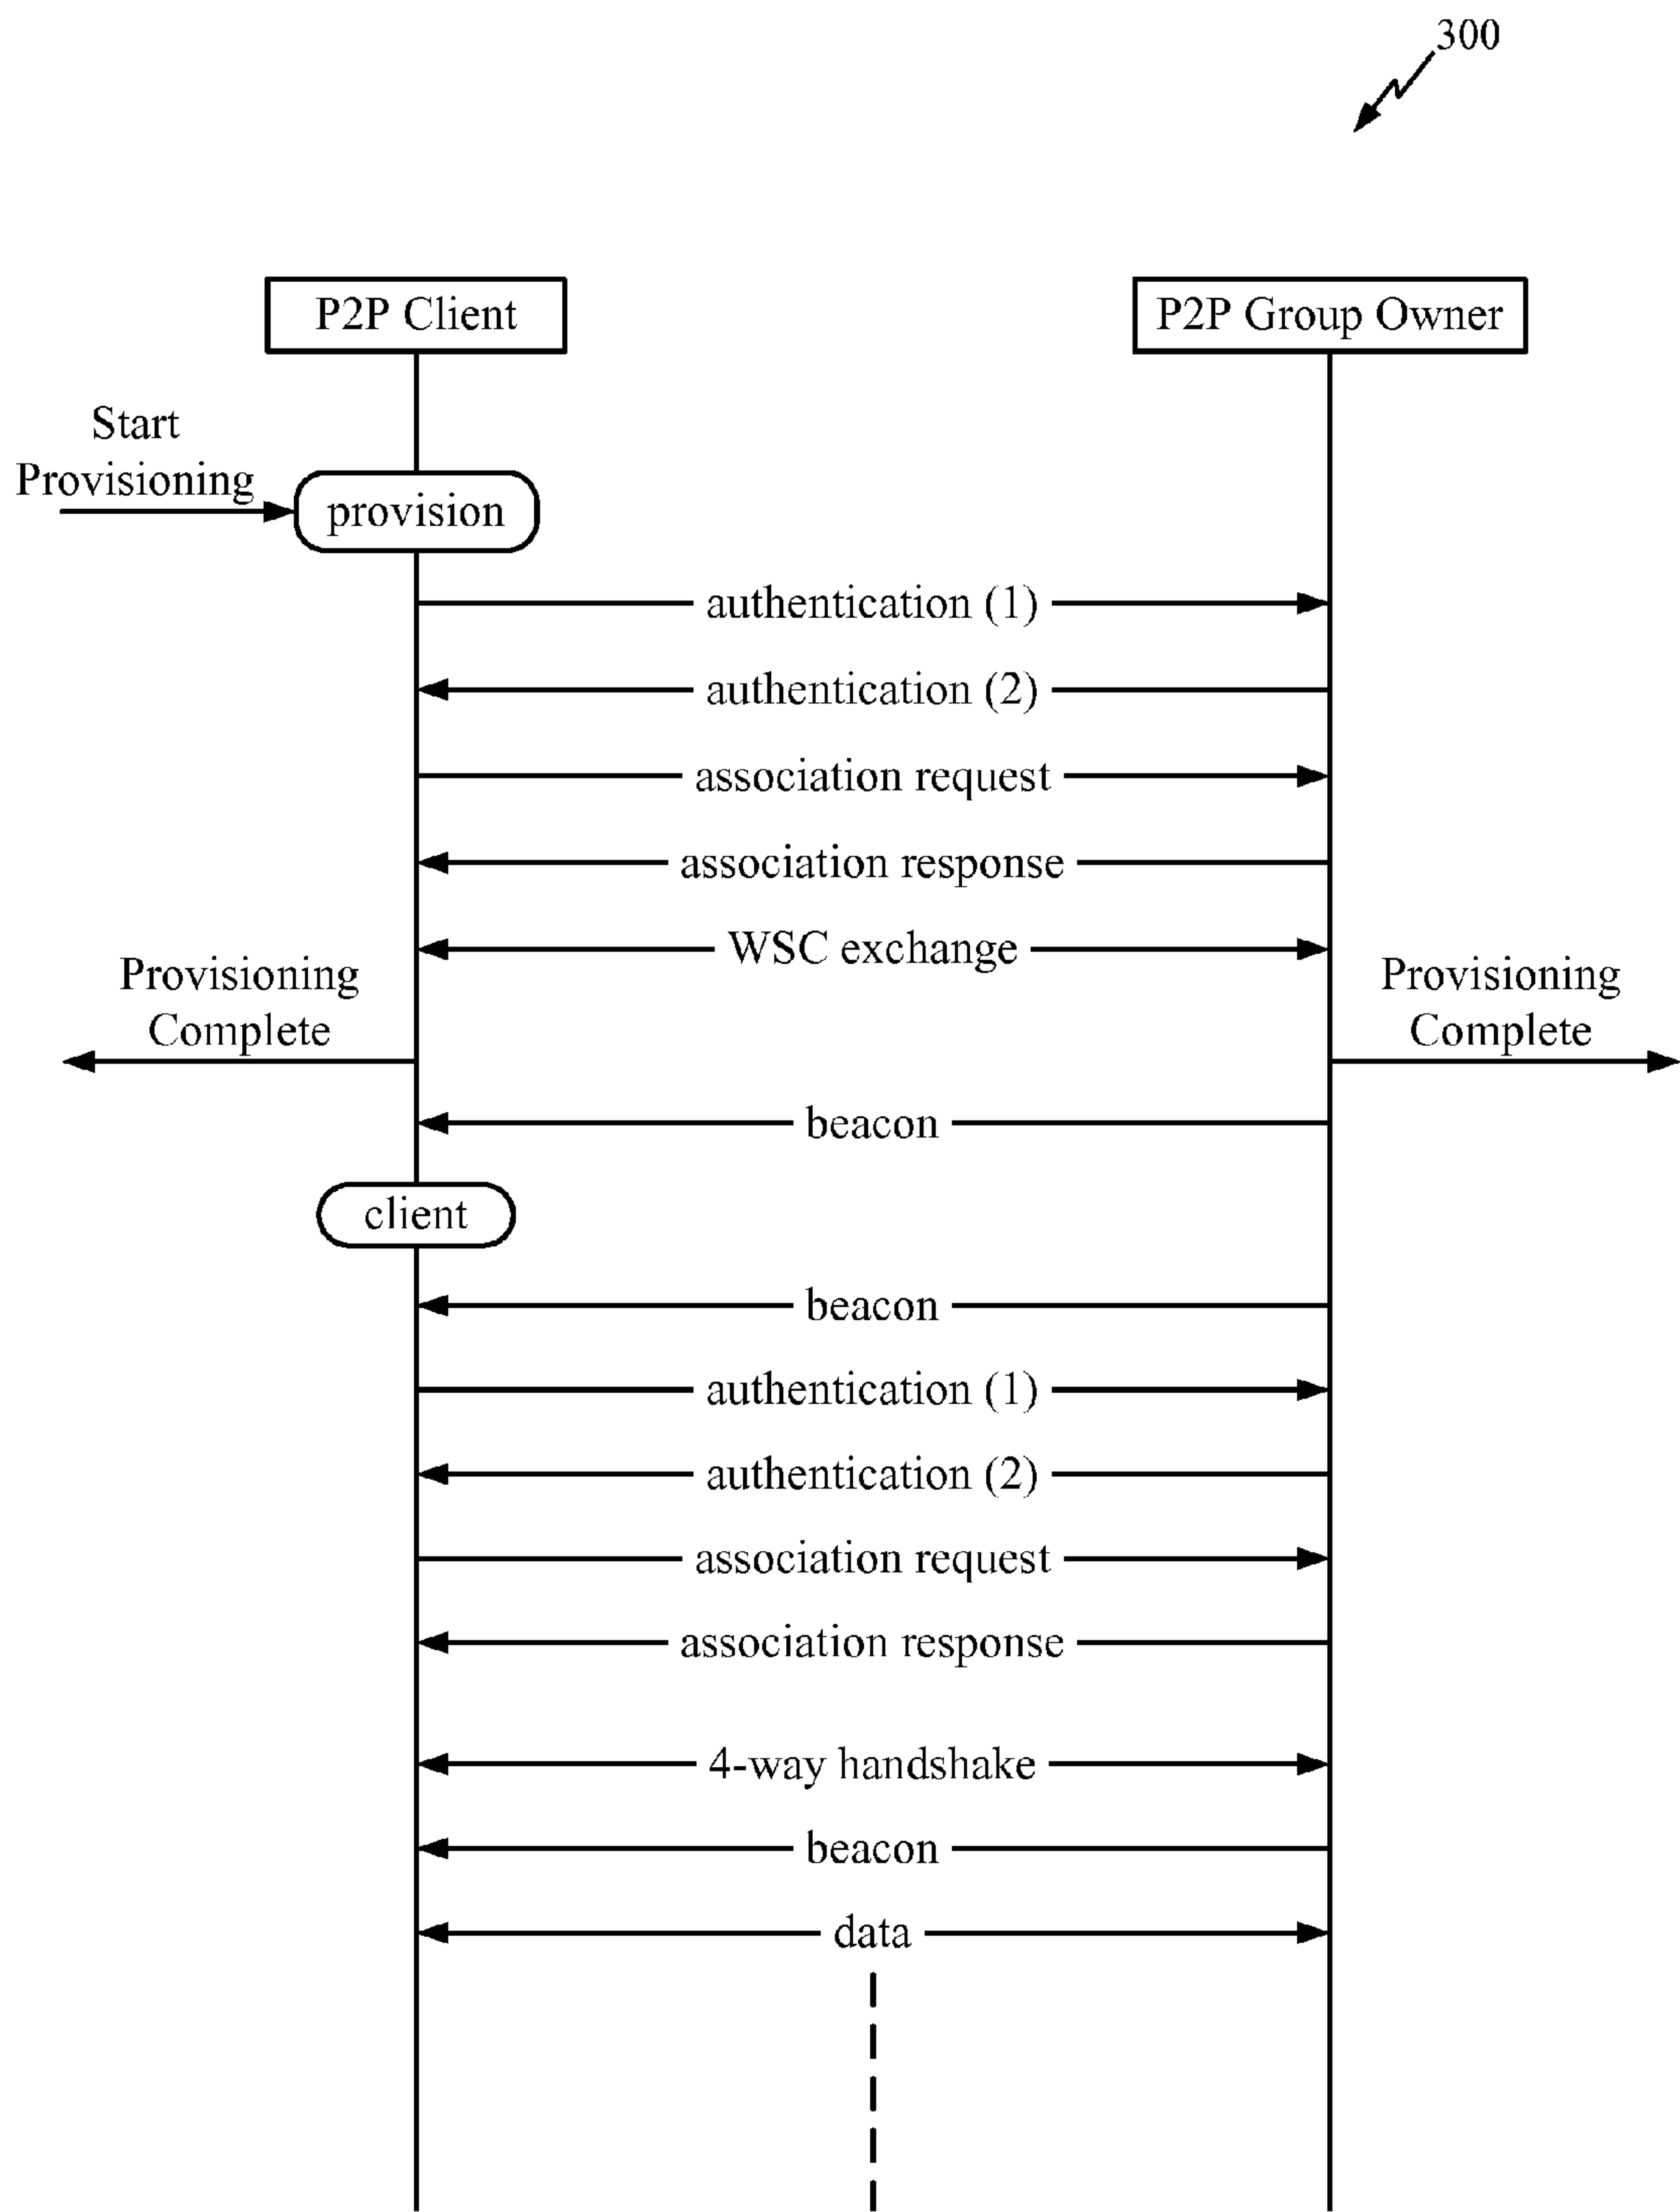 300
P2P Client
P2P Group Owner
Start
Provisioning
provision
authentication (1)
authentication (2)
association request
association response
WSC exchange
Provisioning
Complete
Provisioning
Complete
beacon
client
beacon
authentication (1)
authentication (2)
association request
association response
4-way handshake
beacon
data